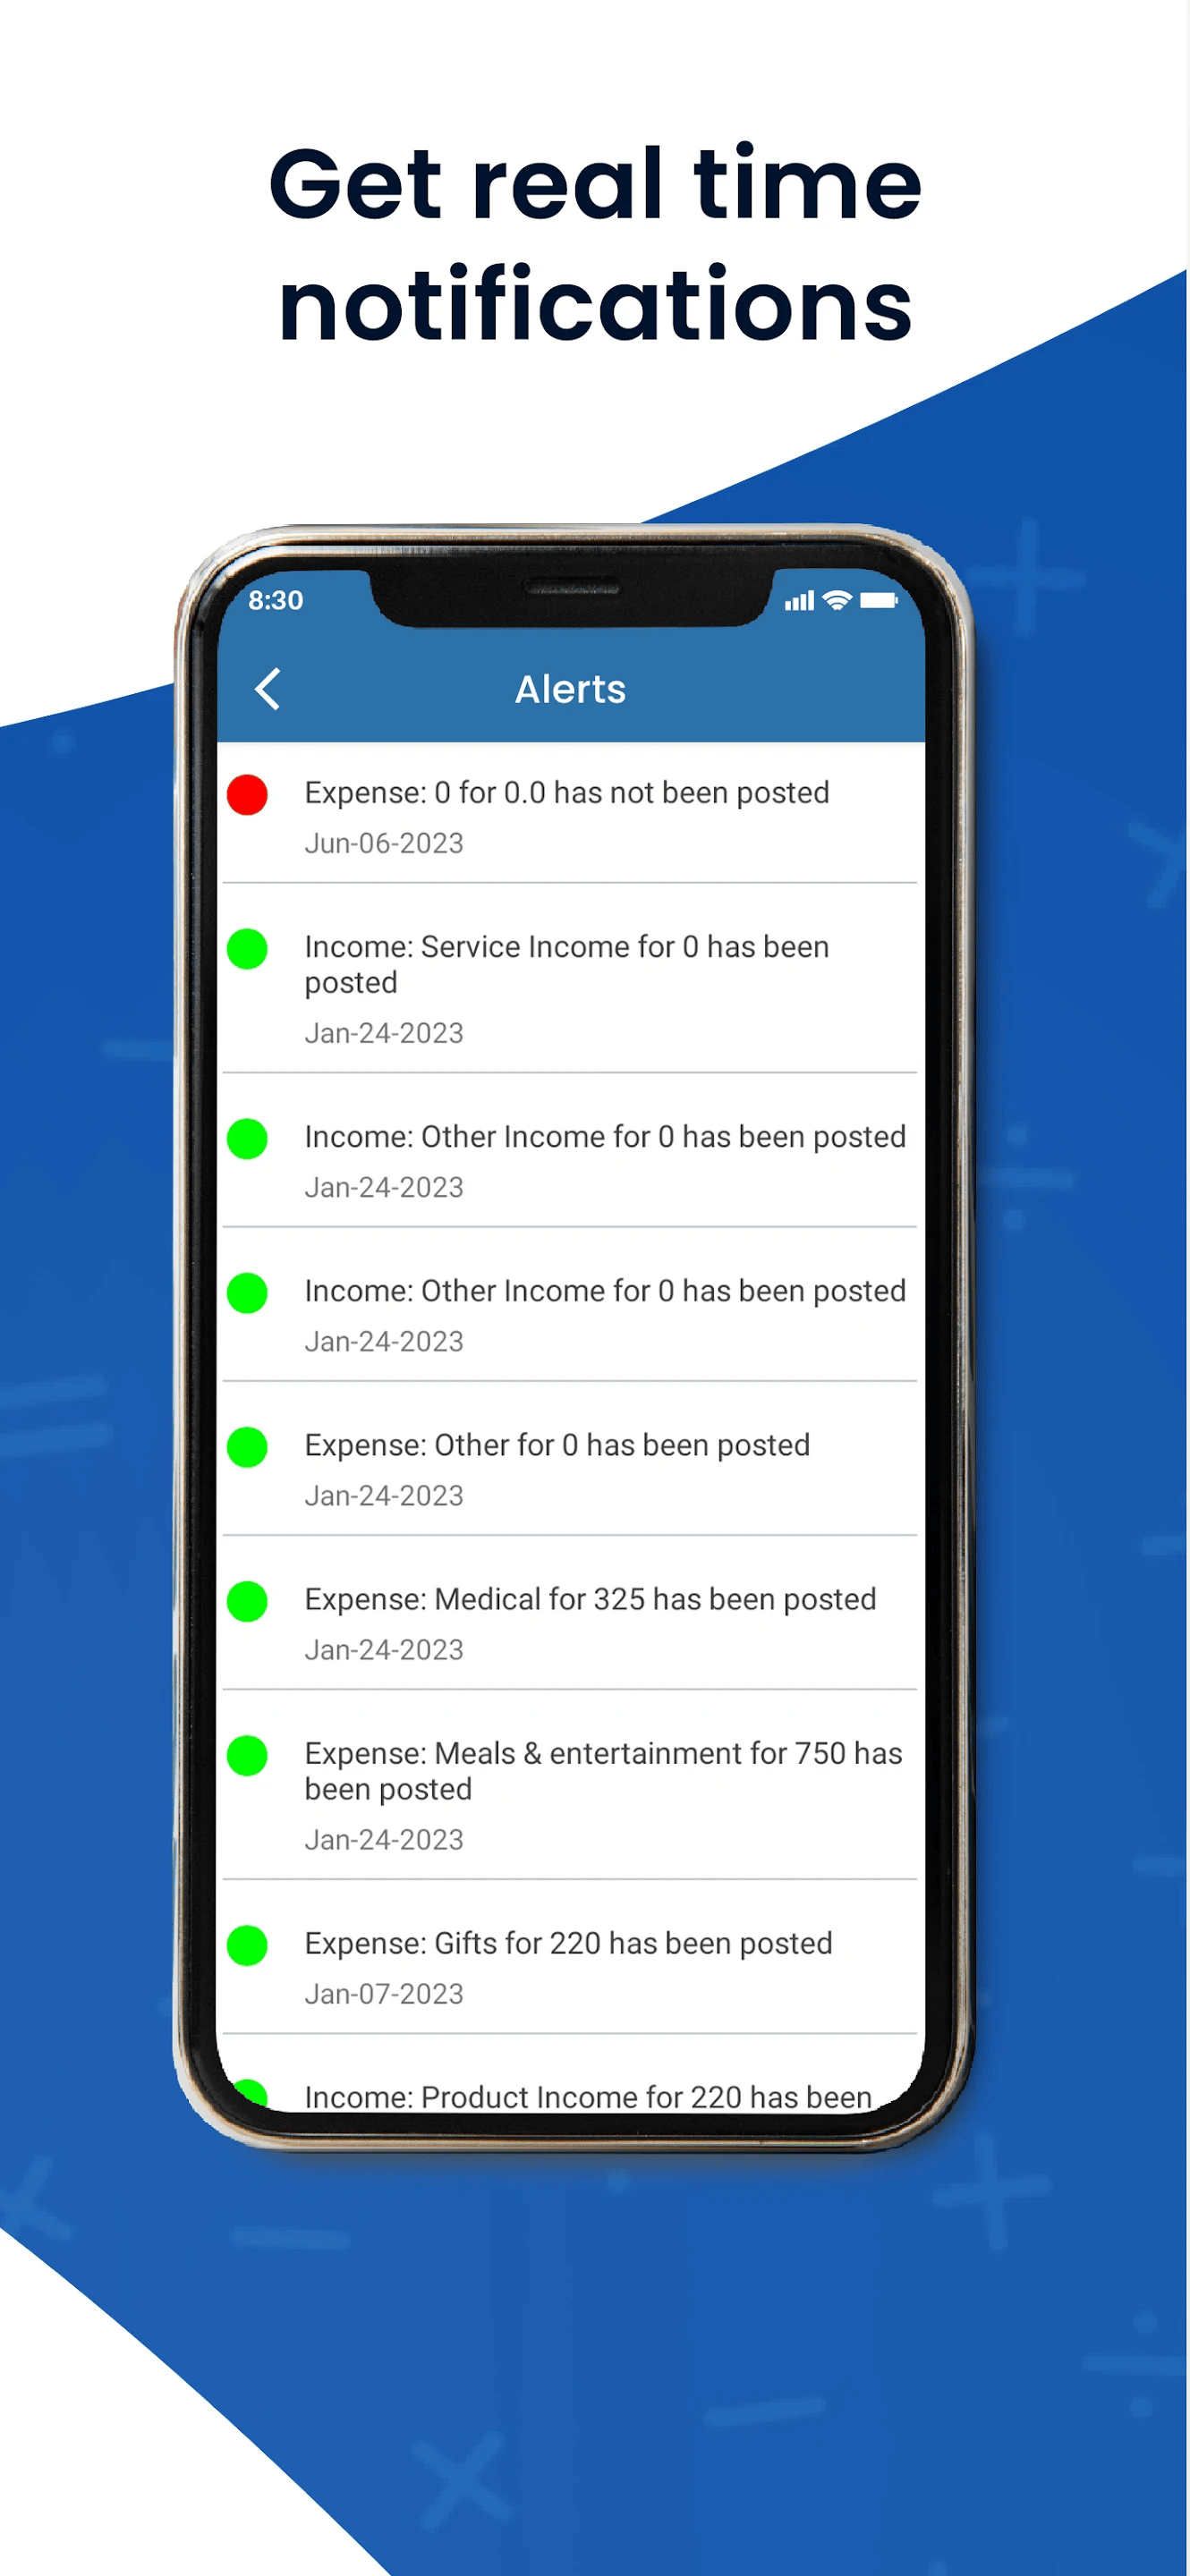 Get real time
notifications
8:30
Alerts
Expense: 0 for 0.0 has not been posted
Jun-06-2023
Income: Service Income for 0 has been
posted
Jan-24-2023
Income: Other Income for 0 has been posted
Jan-24-2023
Income: Other Income for 0 has been posted
Jan-24-2023
Expense: Other for 0 has been posted
Jan-24-2023
Expense: Medical for 325 has been posted
Jan-24-2023
Expense: Meals & entertainment for 750 has
been posted
Jan-24-2023
Expense: Gifts for 220 has been posted
Jan-07-2023
Income: Product Income for 220 has been